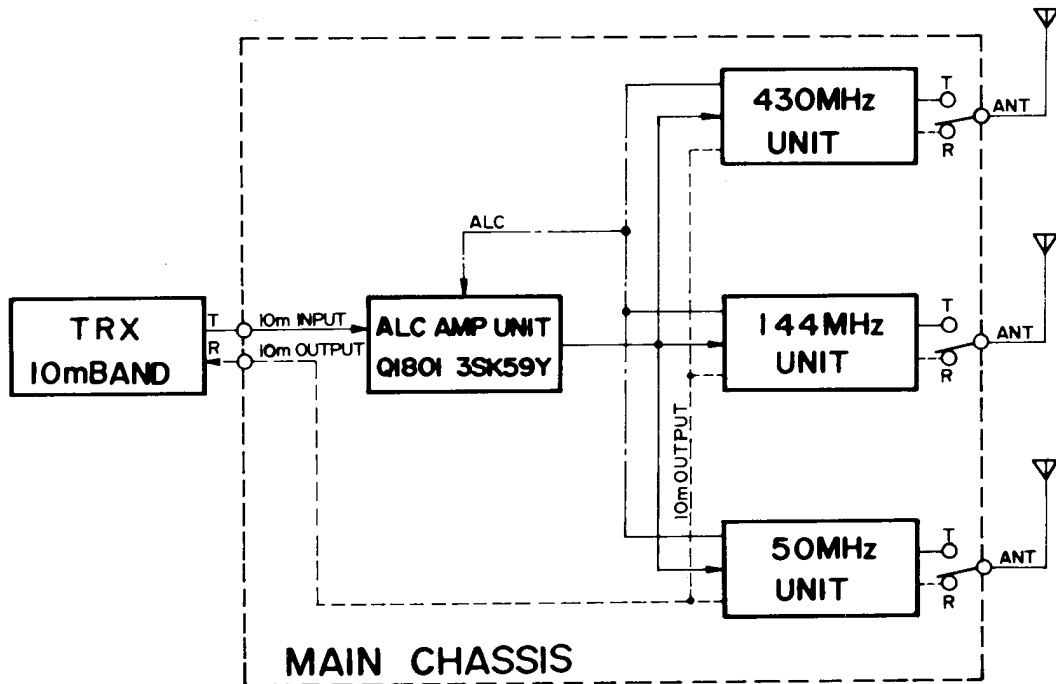 430MHz
UNIT
T
R
ANT
ALC
TRX
10mBAND
T
R
10m INPUT
10m OUTPUT
ALC AMP UNIT
Q1801 3SK59Y
144MHz
UNIT
T
R
ANT
10m OUTPUT
50MHz
UNIT
T
R
ANT
MAIN CHASSIS